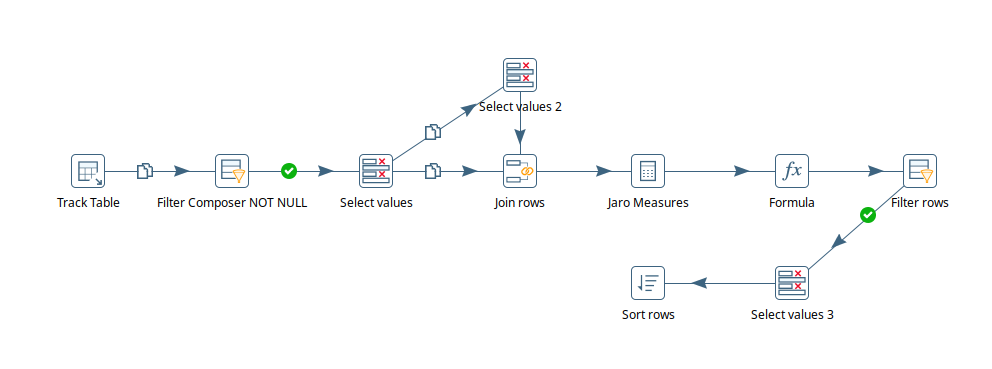 Select values 2
Track Table
Filter Composer NOT NULL
Select values
Join rows
Jaro Measures
fx
Formula
Filter rows
Sort rows
Select values 3